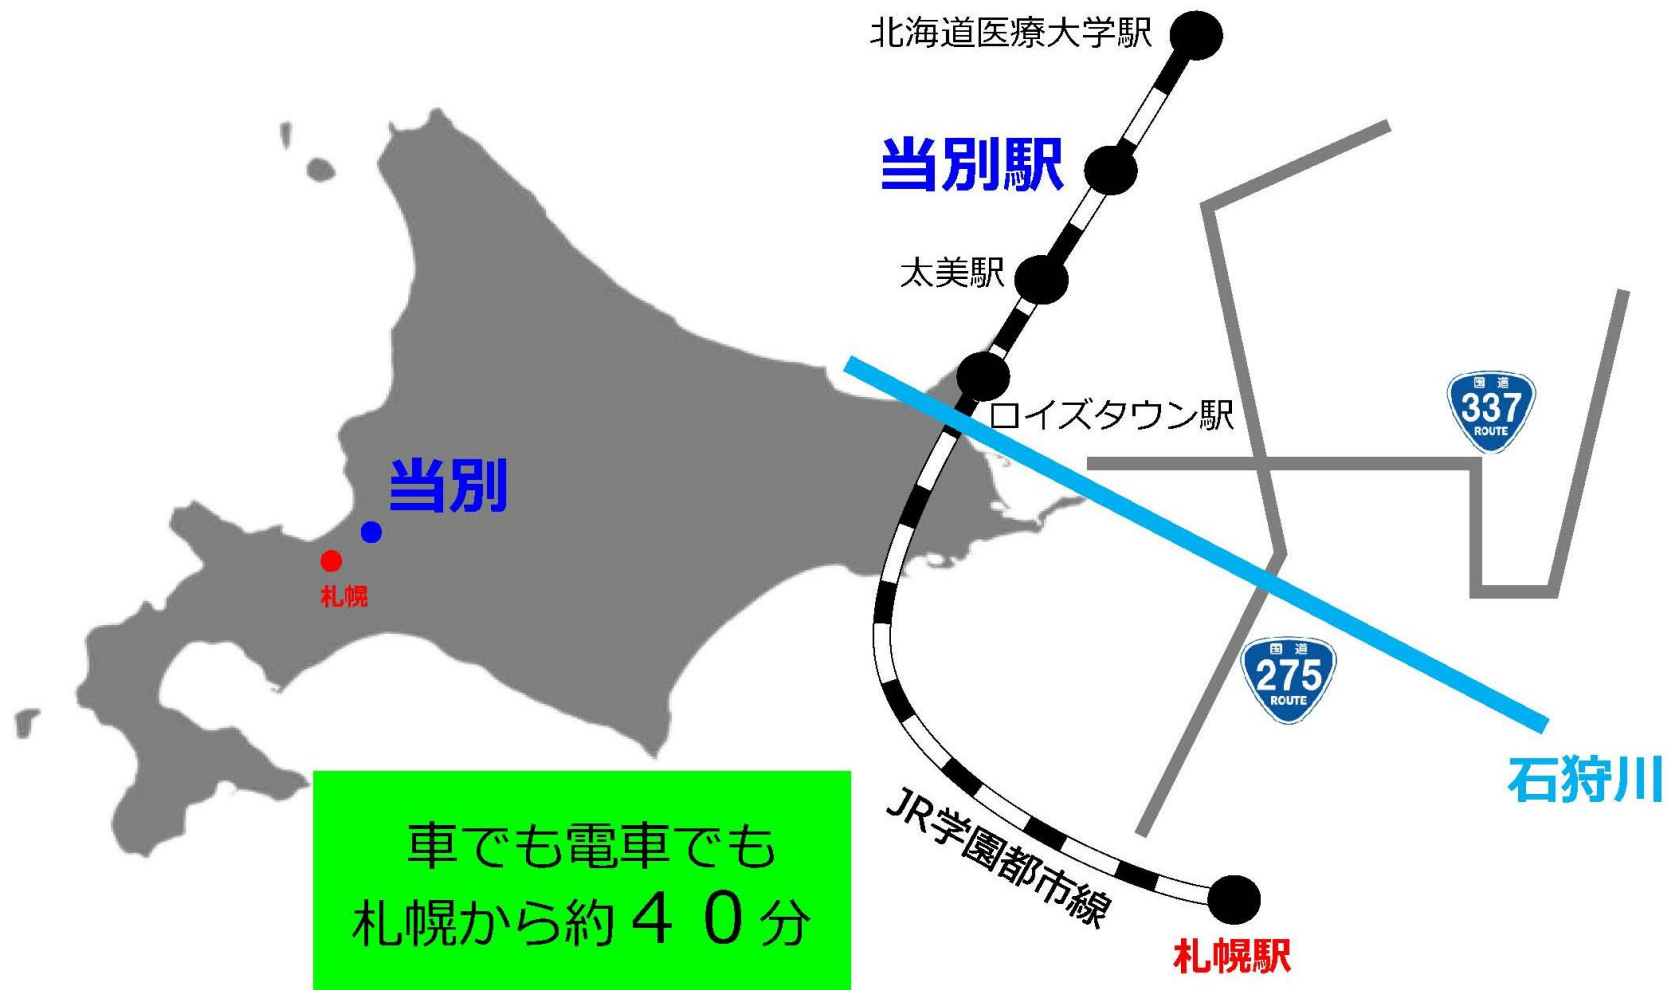 北海道医療大学駅
当別駅
太美駅
ロイズタウン駅
国道
337
ROUTE
当別
札幌
国道
275
ROUTE
石狩川
JR学園都市線
車でも電車でも
札幌から約４０分
札幌駅